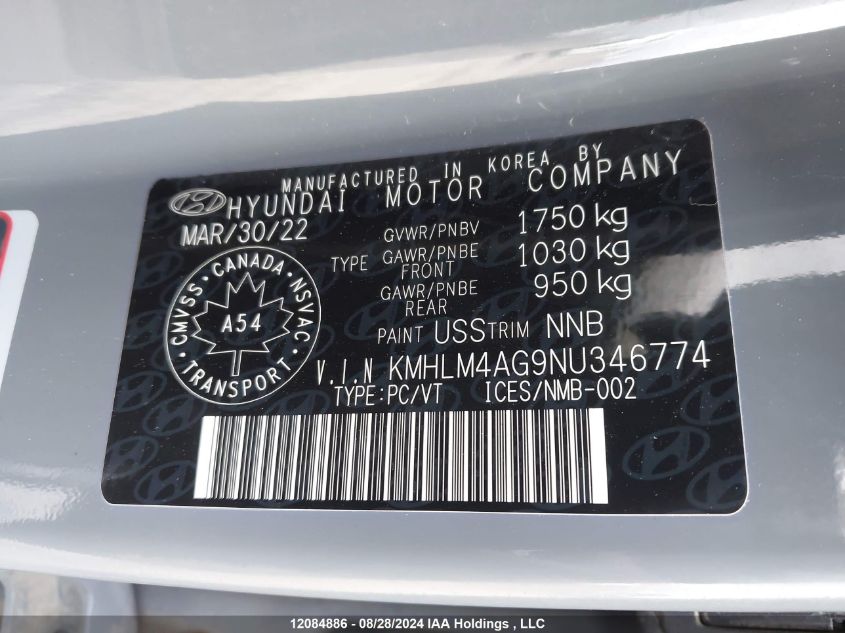 MANUFACTURED IN KOREA BY
HYUNDAI MOTOR COMPANY
MAR/30/22
GVWR/PNBV 1750 kg
TYPE GAWR/PNBE FRONT 1030 kg
GAWR/PNBE REAR 950 kg
PAINT USS TRIM NNB
CMVSS · CANADA · NSVAC
A54
TRANSPORT
V.I.N KMHLM4AG9NU346774
TYPE:PC/VT ICES/NMB-002
12084886 - 08/28/2024 IAA Holdings , LLC